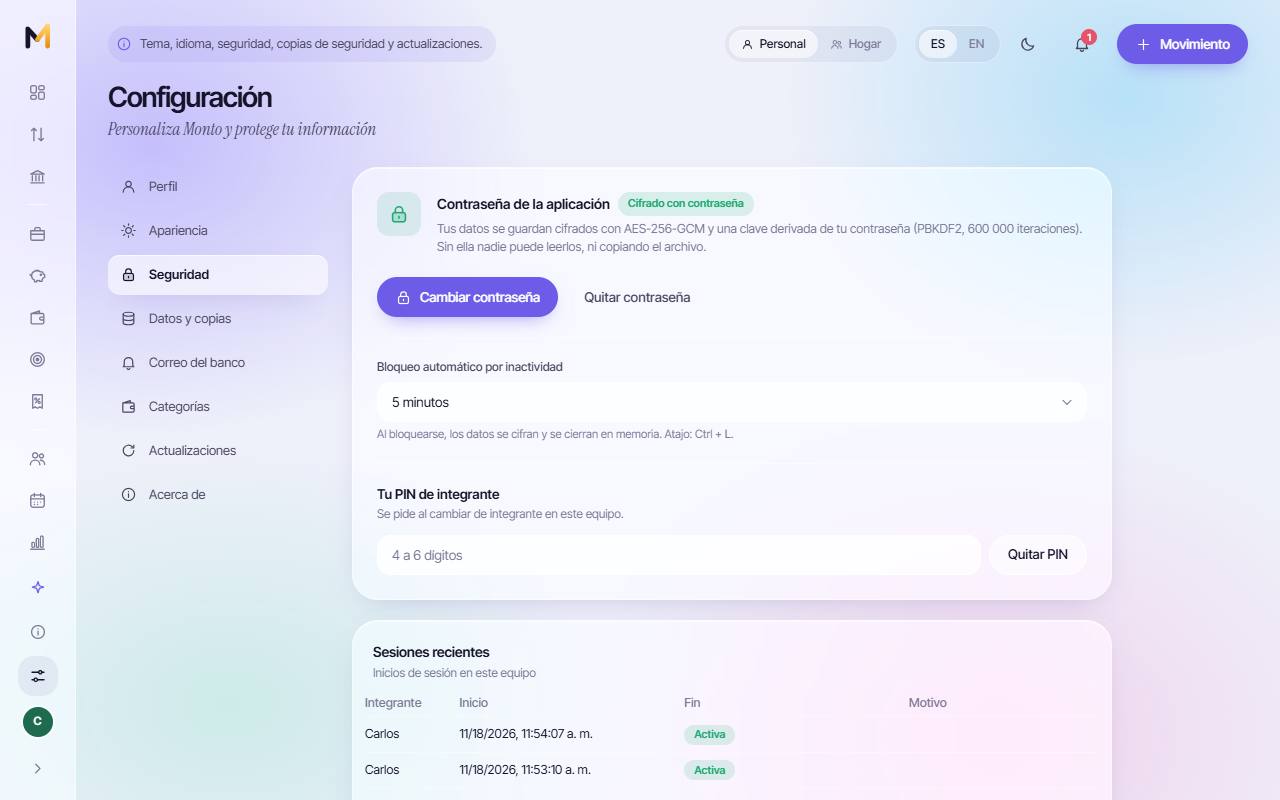 Tema, idioma, seguridad, copias de seguridad y actualizaciones.
Personal
Hogar
ES
EN
1
Movimiento
Configuración
Personaliza Monto y protege tu información
Perfil
Apariencia
Seguridad
Datos y copias
Correo del banco
Categorías
Actualizaciones
Acerca de
Contraseña de la aplicación
Cifrado con contraseña
Tus datos se guardan cifrados con AES-256-GCM y una clave derivada de tu contraseña (PBKDF2, 600 000 iteraciones).
Sin ella nadie puede leerlos, ni copiando el archivo.
Cambiar contraseña
Quitar contraseña
Bloqueo automático por inactividad
5 minutos
Al bloquearse, los datos se cifran y se cierran en memoria. Atajo: Ctrl + L.
Tu PIN de integrante
Se pide al cambiar de integrante en este equipo.
4 a 6 dígitos
Quitar PIN
Sesiones recientes
Inicios de sesión en este equipo
Integrante Inicio Fin Motivo
Carlos 11/18/2026, 11:54:07 a. m. Activa
Carlos 11/18/2026, 11:53:10 a. m. Activa
M
C